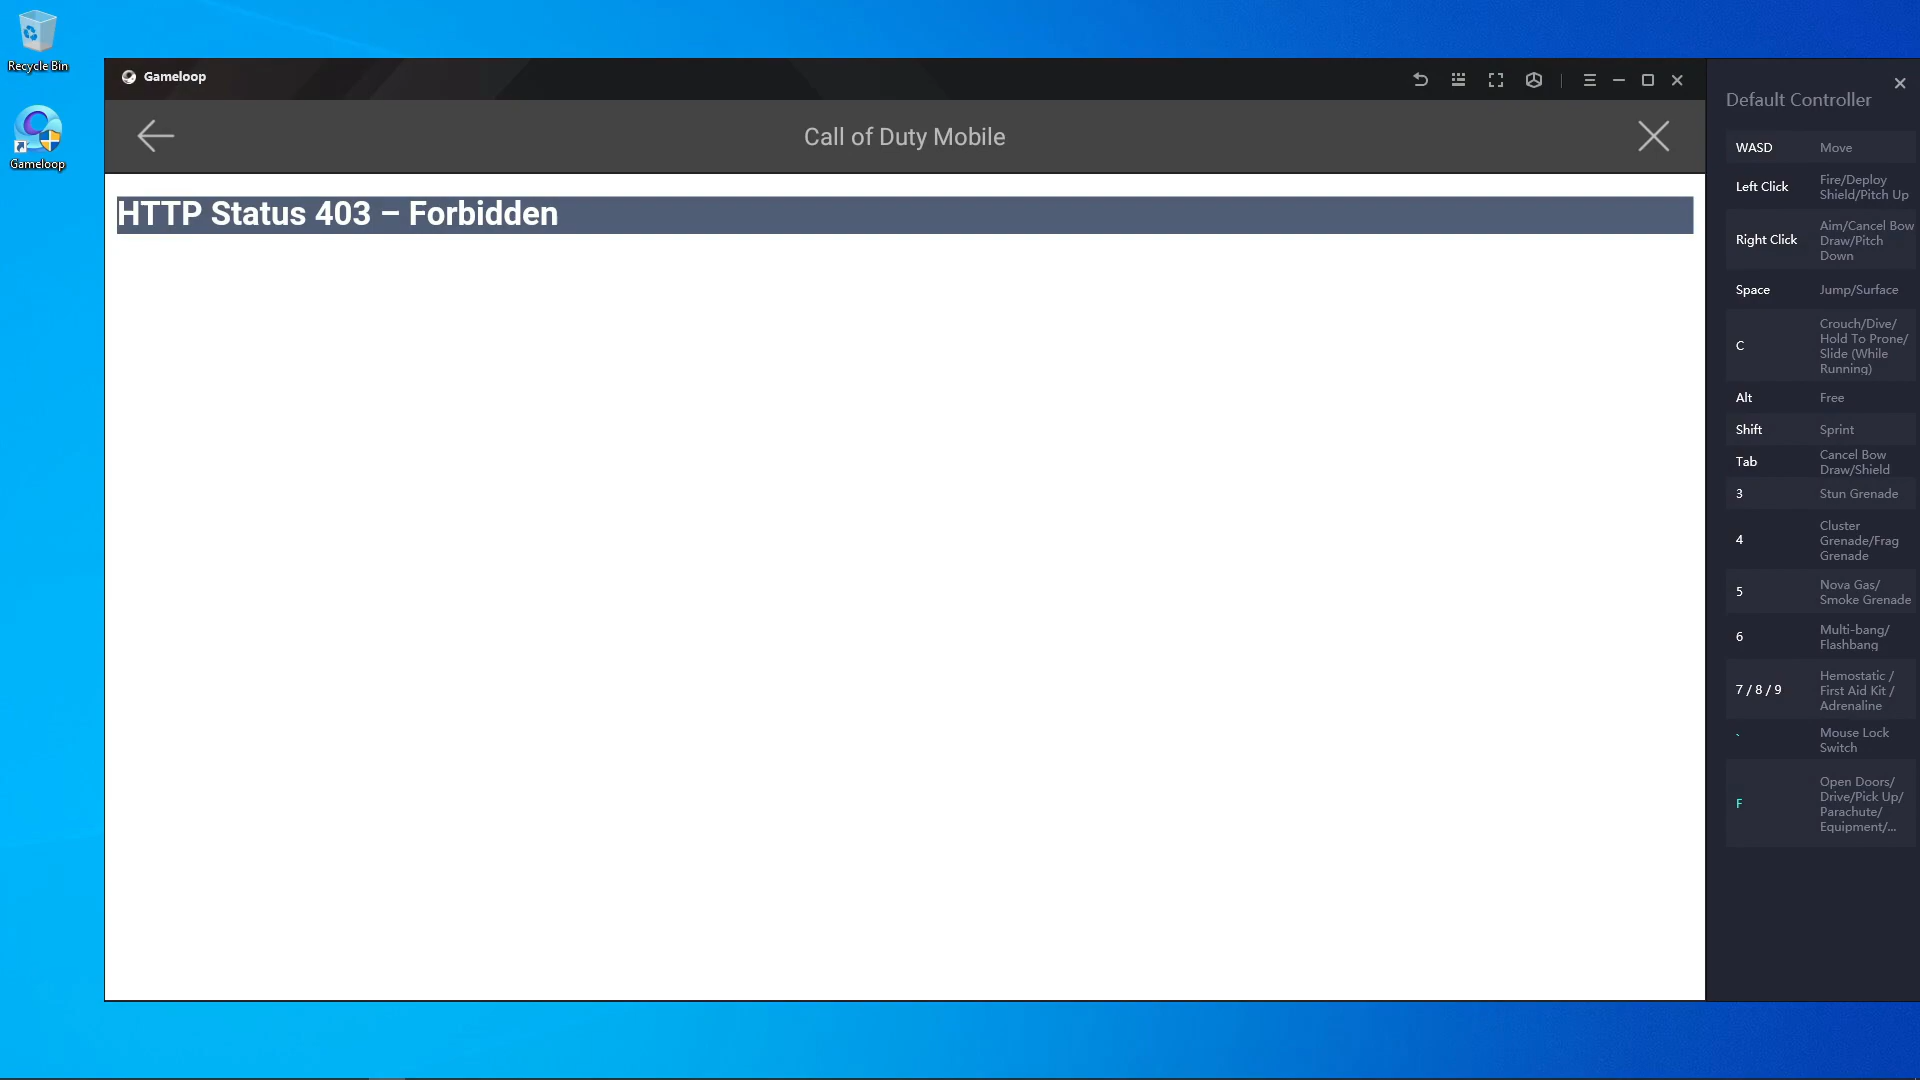 Recycle Bin
Gameloop
Gameloop
Call of Duty Mobile
HTTP Status 403 – Forbidden
Default Controller
WASD Move
Left Click Fire/Deploy
Shield/Pitch Up
Right Click Aim/Cancel Bow
Draw/Pitch
Down
Space Jump/Surface
C Crouch/Dive/
Hold To Prone/
Slide (While
Running)
Alt Free
Shift Sprint
Tab Cancel Bow
Draw/Shield
3 Stun Grenade
4 Cluster
Grenade/Frag
Grenade
5 Nova Gas/
Smoke Grenade
6 Multi-bang/
Flashbang
7 / 8 / 9 Hemostatic /
First Aid Kit /
Adrenaline
` Mouse Lock
Switch
F Open Doors/
Drive/Pick Up/
Parachute/
Equipment/...